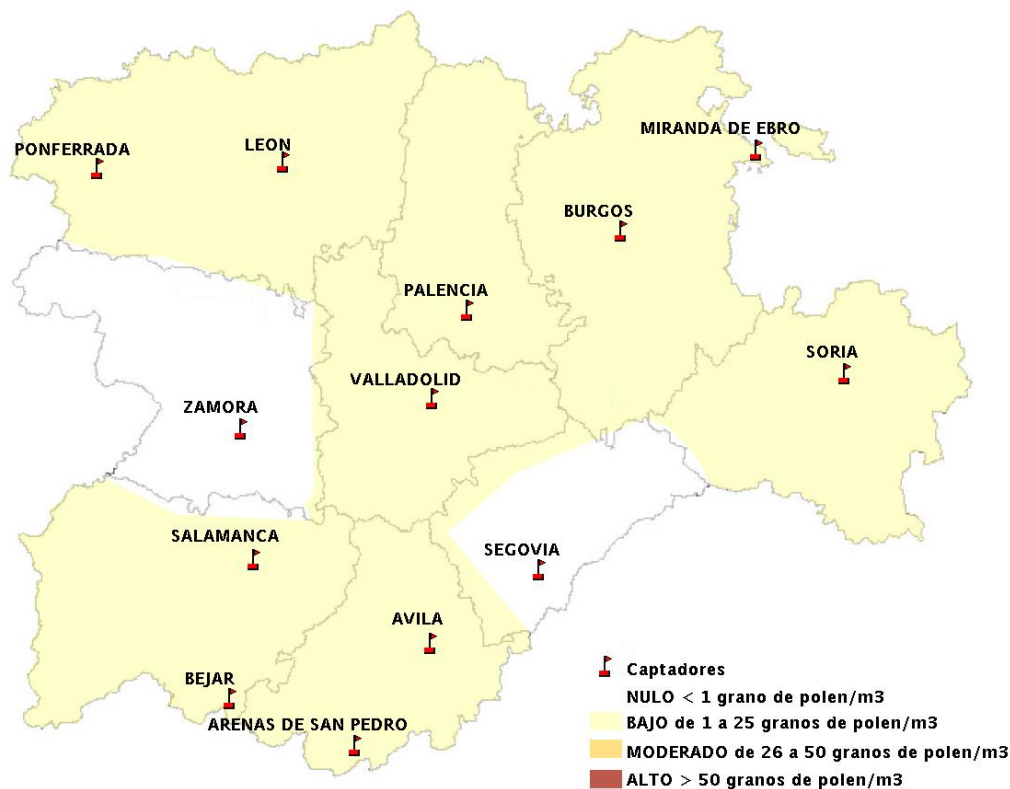 MIRANDA DE EBRO
PONFERRADA
LEON
BURGOS
PALENCIA
SORIA
VALLADOLID
ZAMORA
SALAMANCA
SEGOVIA
AVILA
BEJAR
ARENAS DE SAN PEDRO
Captadores
NULO < 1 grano de polen/m3
BAJO de 1 a 25 granos de polen/m3
MODERADO de 26 a 50 granos de polen/m3
ALTO > 50 granos de polen/m3